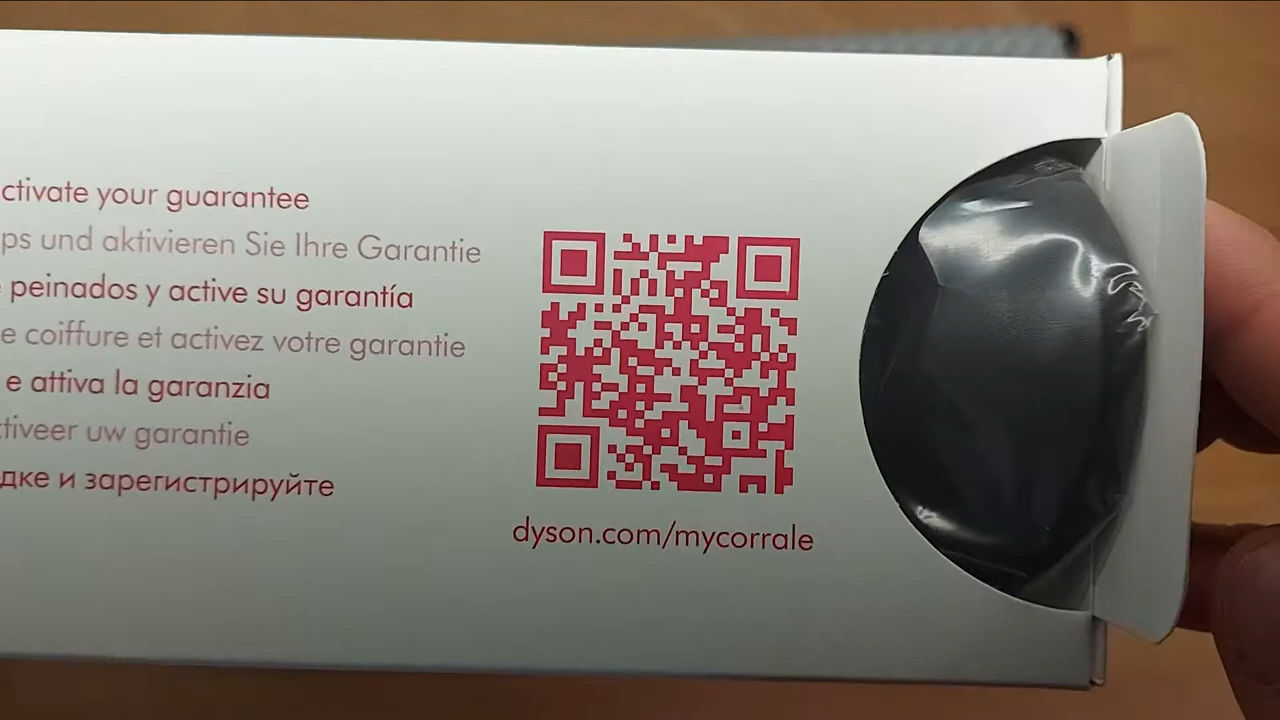 ctivate your guarantee
ps und aktivieren Sie Ihre Garantie
peinados y active su garantía
e coiffure et activez votre garantie
e attiva la garanzia
ctiveer uw garantie
дке и зарегистрируйте
dyson.com/mycorrale